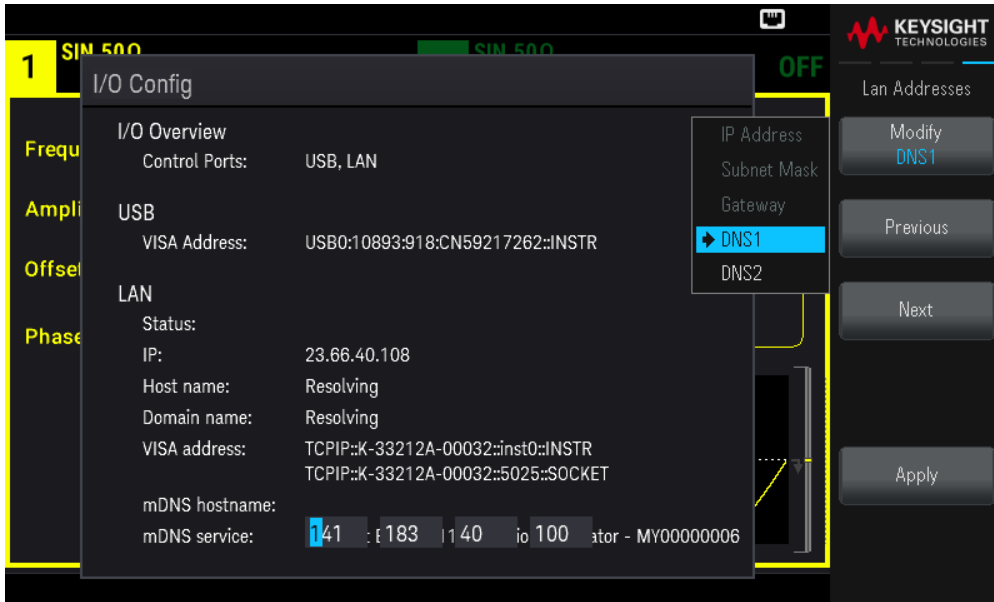 KEYSIGHT
TECHNOLOGIES
1
SIN 50Ω
SIN 50Ω
OFF
I/O Config
I/O Overview
Control Ports: USB, LAN
USB
VISA Address: USB0:10893:918:CN59217262::INSTR
LAN
Status:
IP: 23.66.40.108
Host name: Resolving
Domain name: Resolving
VISA address: TCPIP::K-33212A-00032::inst0::INSTR
TCPIP::K-33212A-00032::5025::SOCKET
mDNS hostname:
mDNS service: 141 183 40 100 ator - MY00000006
Frequ
Ampli
Offset
Phase
IP Address
Subnet Mask
Gateway
DNS1
DNS2
Lan Addresses
Modify
DNS1
Previous
Next
Apply